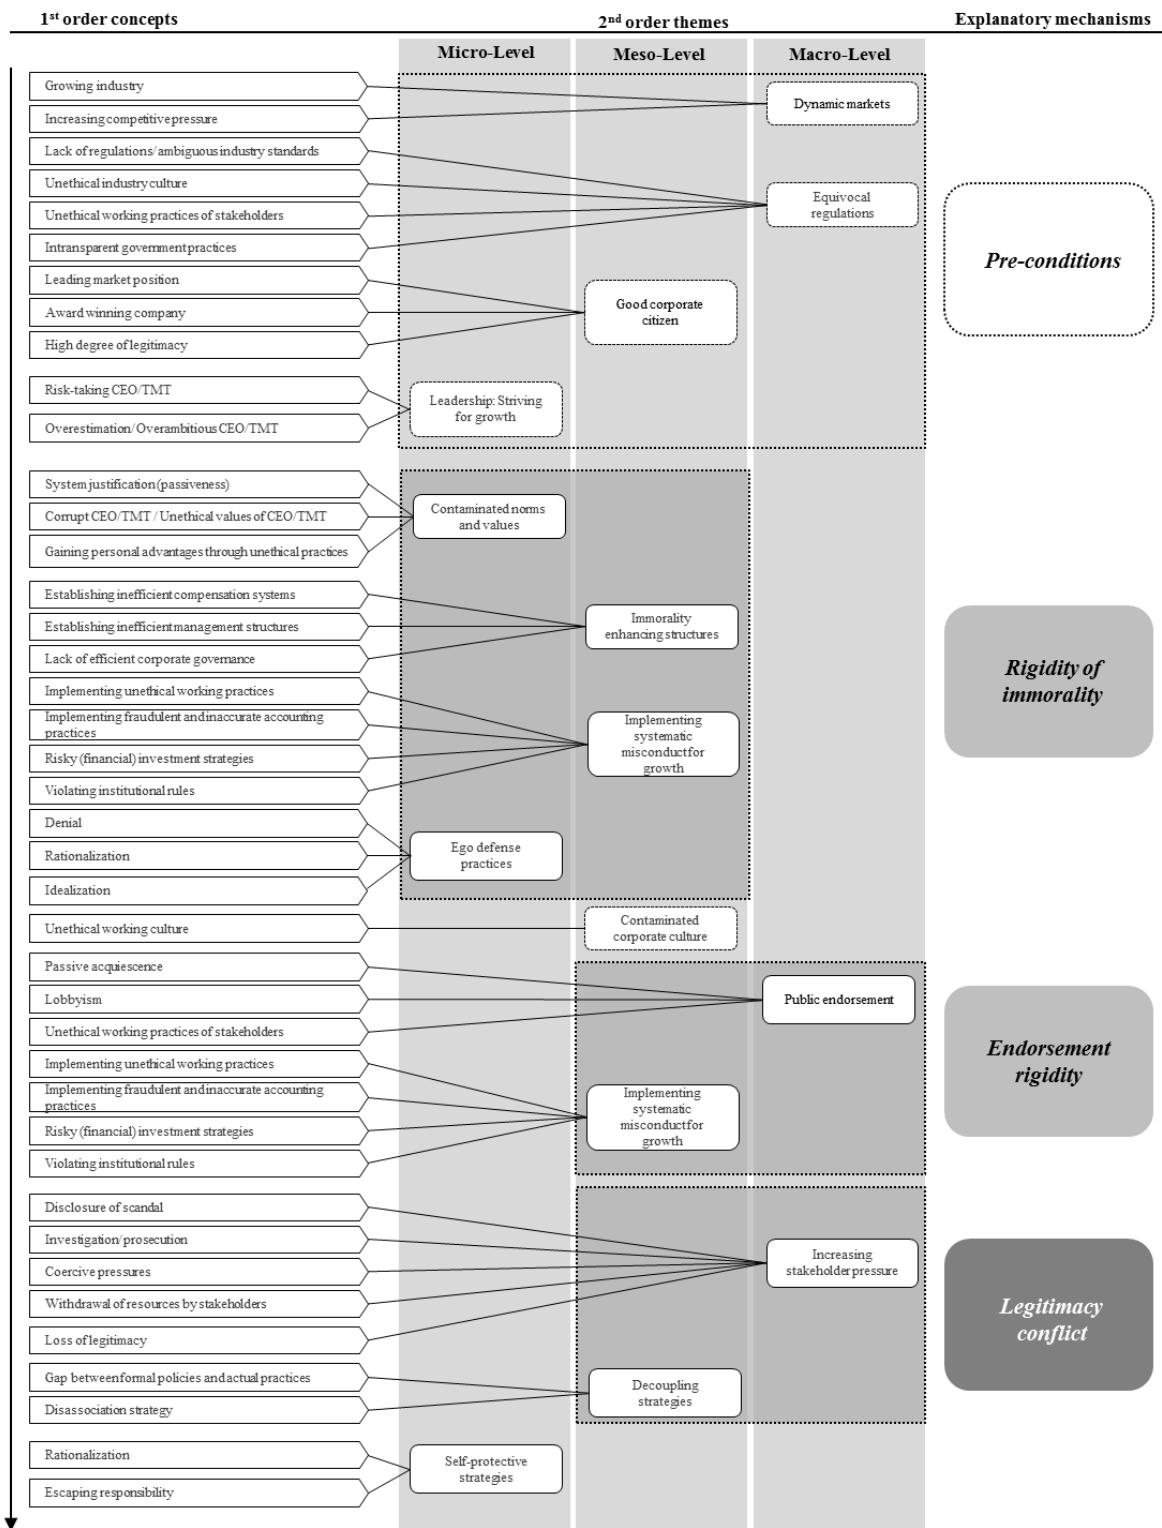 1st order concepts
2nd order themes
Explanatory mechanisms
Micro-Level
Meso-Level
Macro-Level
Growing industry
Increasing competitive pressure
Dynamic markets
Lack of regulations/ambiguous industry standards
Unethical industry culture
Unethical working practices of stakeholders
Intransparent government practices
Equivocal
regulations
Leading market position
Award winning company
High degree of legitimacy
Good corporate
citizen
Risk-taking CEO/TMT
Overestimation/Overambitious CEO/TMT
Leadership: Striving
for growth
Pre-conditions
System justification (passiveness)
Corrupt CEO/TMT / Unethical values of CEO/TMT
Gaining personal advantages through unethical practices
Contaminated norms
and values
Establishing inefficient compensation systems
Establishing inefficient management structures
Lack of efficient corporate governance
Immorality
enhancing structures
Implementing unethical working practices
Implementing fraudulent and inaccurate accounting
practices
Risky (financial) investment strategies
Violating institutional rules
Implementing
systematic
misconduct for
growth
Denial
Rationalization
Idealization
Ego defense
practices
Rigidity of
immorality
Unethical working culture
Contaminated
corporate culture
Passive acquiescence
Lobbyism
Unethical working practices of stakeholders
Public endorsement
Implementing unethical working practices
Implementing fraudulent and inaccurate accounting
practices
Risky (financial) investment strategies
Violating institutional rules
Implementing
systematic
misconduct for
growth
Endorsement
rigidity
Disclosure of scandal
Investigation/prosecution
Coercive pressures
Withdrawal of resources by stakeholders
Loss of legitimacy
Increasing
stakeholder pressure
Gap between formal policies and actual practices
Disassociation strategy
Decoupling
strategies
Legitimacy
conflict
Rationalization
Escaping responsibility
Self-protective
strategies